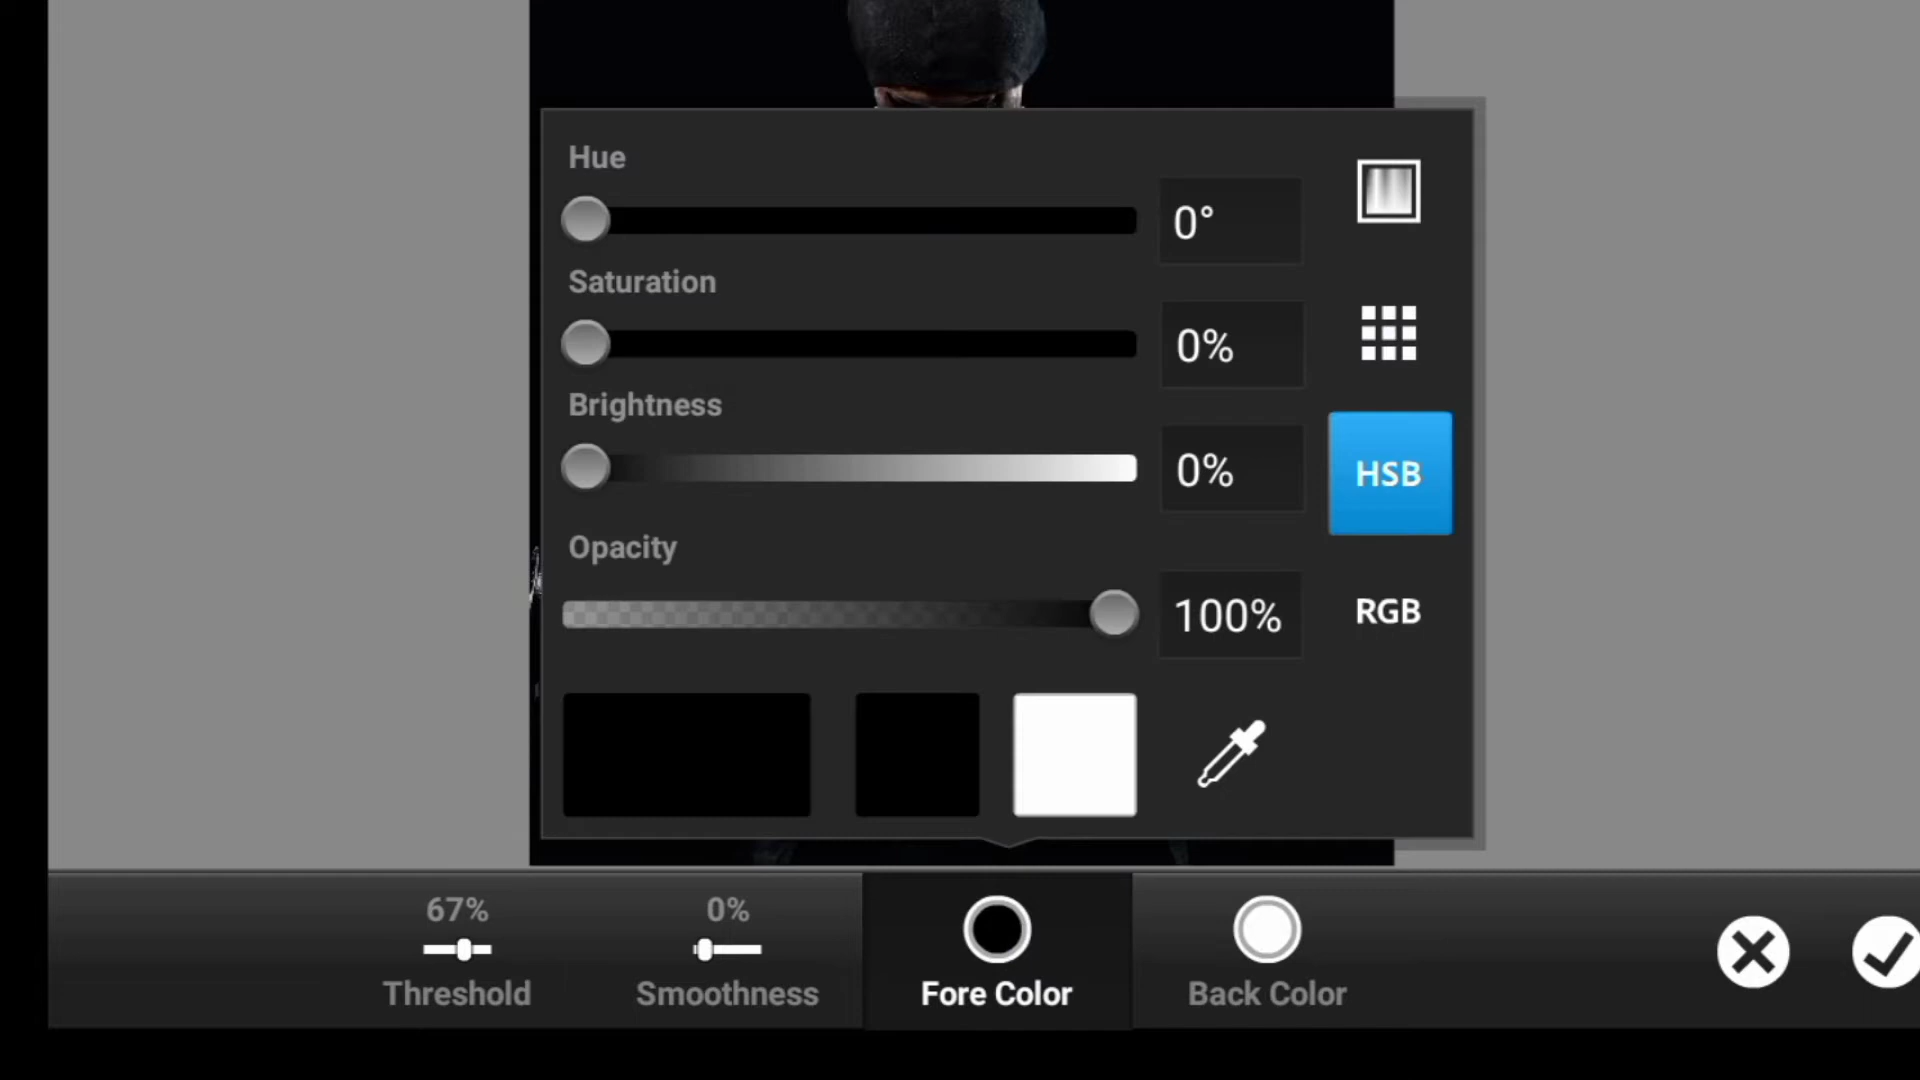 Hue
0°
Saturation
0%
Brightness
0%
HSB
Opacity
100%
RGB
67%
0%
Threshold
Smoothness
Fore Color
Back Color